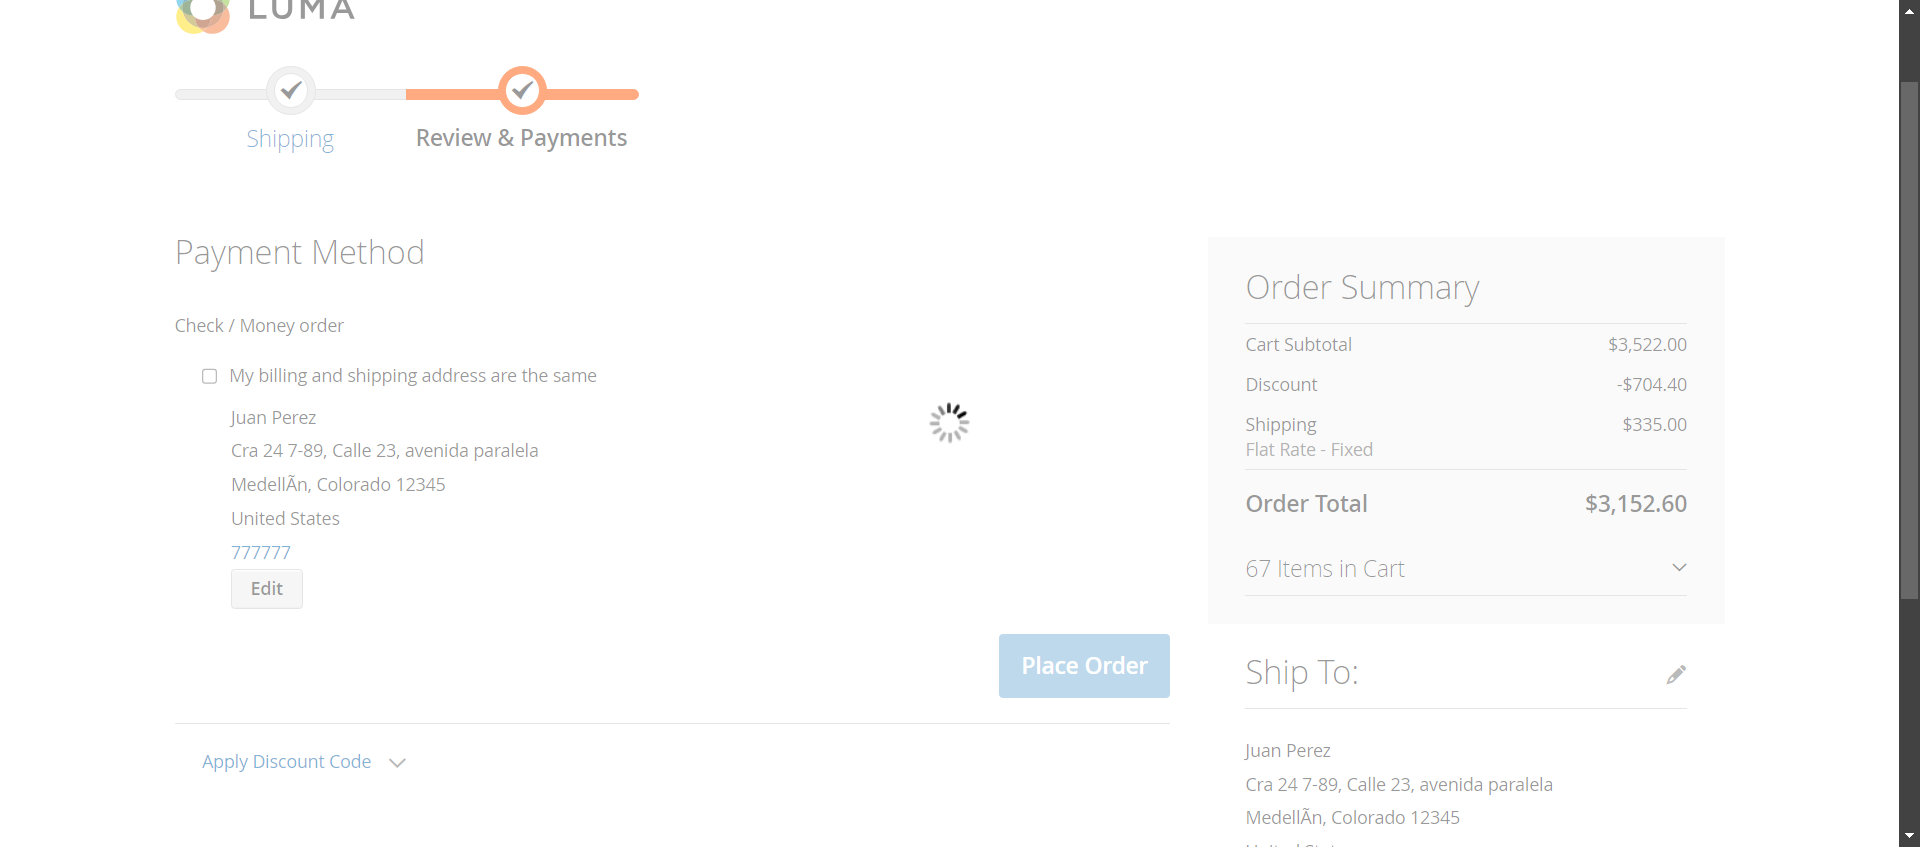 LUMA
Shipping
Review & Payments
Payment Method
Check / Money order
My billing and shipping address are the same
Juan Perez
Cra 24 7-89, Calle 23, avenida paralela
MedellÃn, Colorado 12345
United States
777777
Edit
Place Order
Apply Discount Code
Order Summary
Cart Subtotal $3,522.00
Discount -$704.40
Shipping $335.00
Flat Rate - Fixed
Order Total $3,152.60
67 Items in Cart
Ship To:
Juan Perez
Cra 24 7-89, Calle 23, avenida paralela
MedellÃn, Colorado 12345